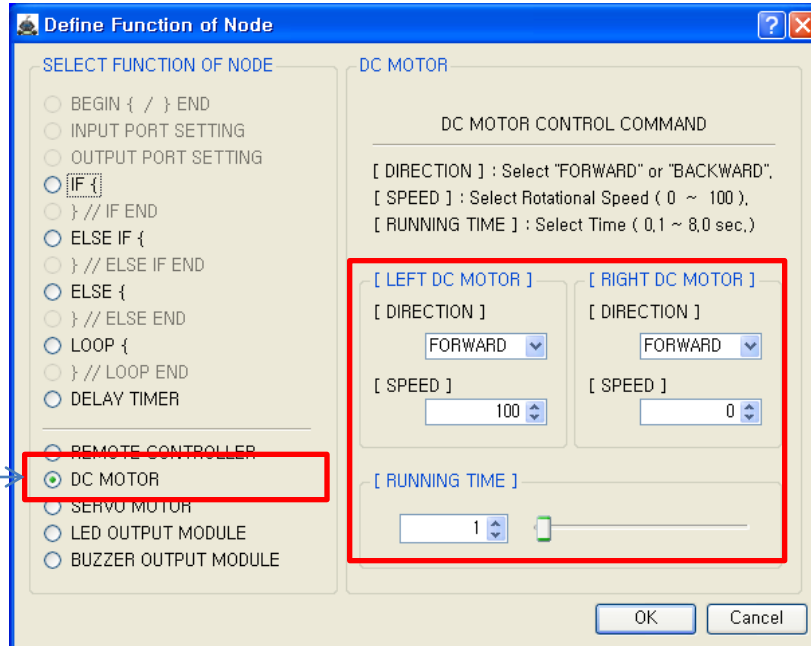 Define Function of Node
SELECT FUNCTION OF NODE
BEGIN { / } END
INPUT PORT SETTING
OUTPUT PORT SETTING
IF {
} // IF END
ELSE IF {
} // ELSE IF END
ELSE {
} // ELSE END
LOOP {
} // LOOP END
DELAY TIMER
REMOTE CONTROLLER
DC MOTOR
SERVO MOTOR
LED OUTPUT MODULE
BUZZER OUTPUT MODULE
DC MOTOR
DC MOTOR CONTROL COMMAND
[ DIRECTION ] : Select "FORWARD" or "BACKWARD",
[ SPEED ] : Select Rotational Speed ( 0 ~ 100 ),
[ RUNNING TIME ] : Select Time ( 0,1 ~ 8,0 sec,)
[ LEFT DC MOTOR ]
[ DIRECTION ]
FORWARD
[ SPEED ]
100
[ RIGHT DC MOTOR ]
[ DIRECTION ]
FORWARD
[ SPEED ]
0
[ RUNNING TIME ]
1
OK
Cancel